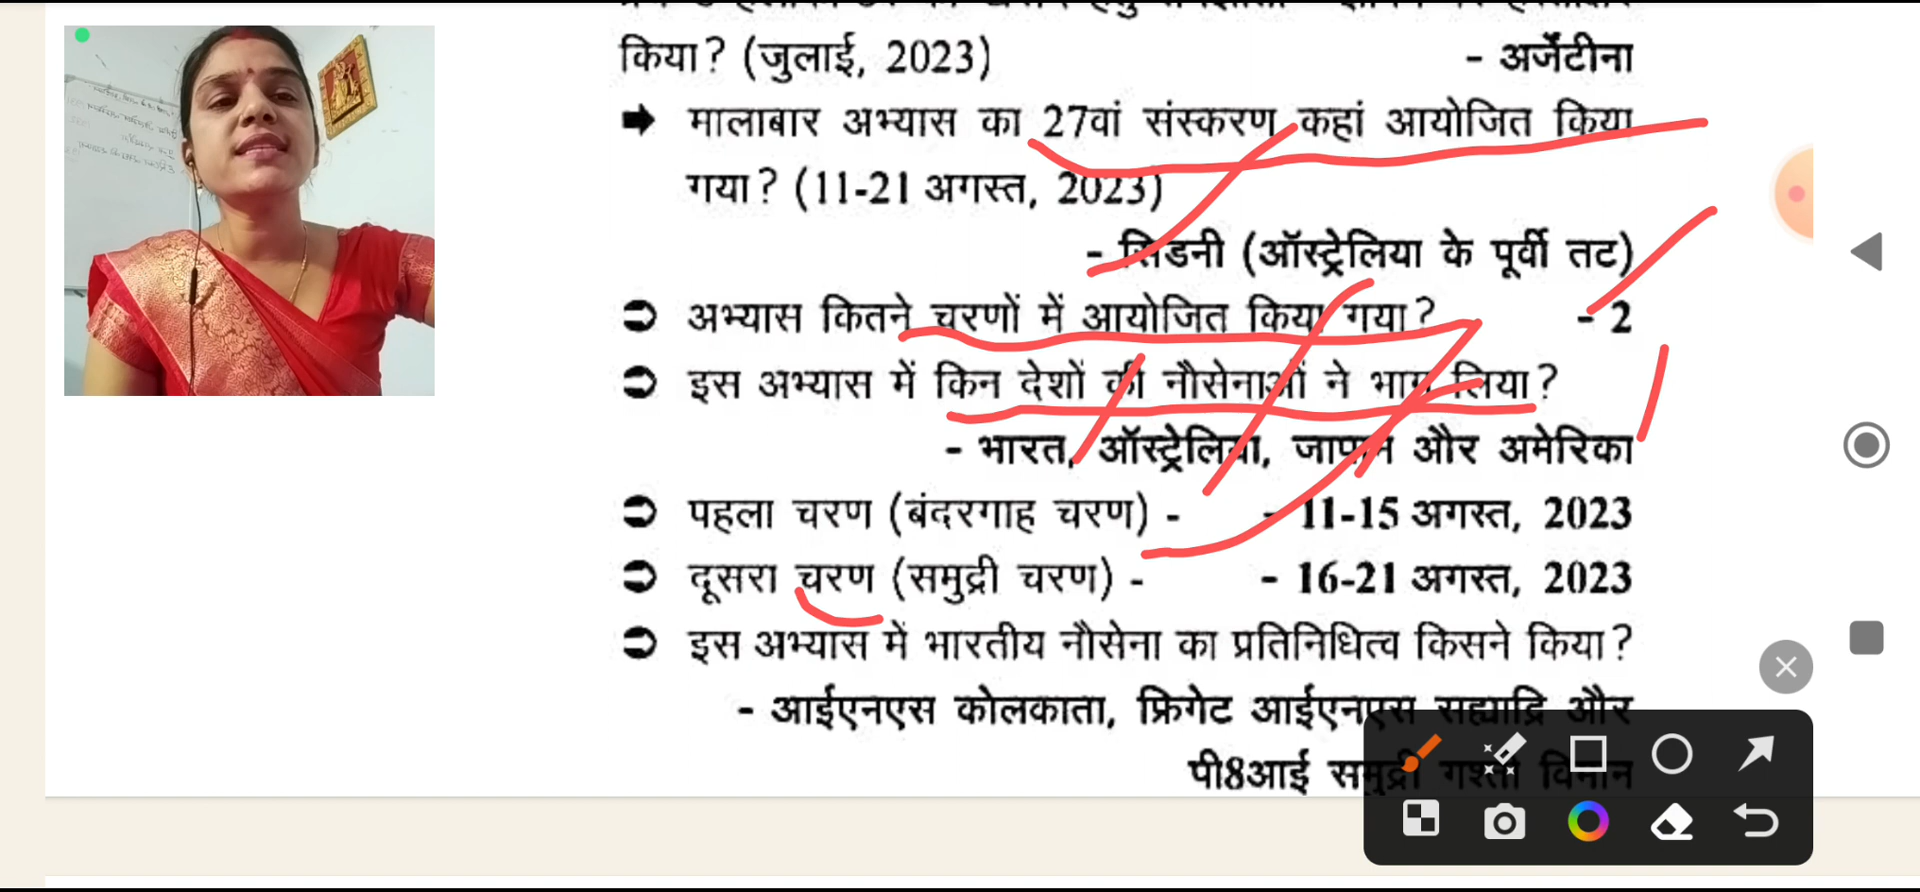 किया? (जुलाई, 2023) - अर्जेंटीना
➡ मालाबार अभ्यास का 27वां संस्करण कहां आयोजित किया
गया? (11-21 अगस्त, 2023)
- सिडनी (ऑस्ट्रेलिया के पूर्वी तट)
अभ्यास कितने चरणों में आयोजित किया गया? - 2
इस अभ्यास में किन देशों की नौसेनाओं ने भाग लिया?
- भारत, ऑस्ट्रेलिया, जापान और अमेरिका
पहला चरण (बंदरगाह चरण) - - 11-15 अगस्त, 2023
दूसरा चरण (समुद्री चरण) - - 16-21 अगस्त, 2023
इस अभ्यास में भारतीय नौसेना का प्रतिनिधित्व किसने किया?
- आईएनएस कोलकाता, फ्रिगेट आईएनएस सह्याद्रि और
पी8आई समुद्री गश्ती विमान